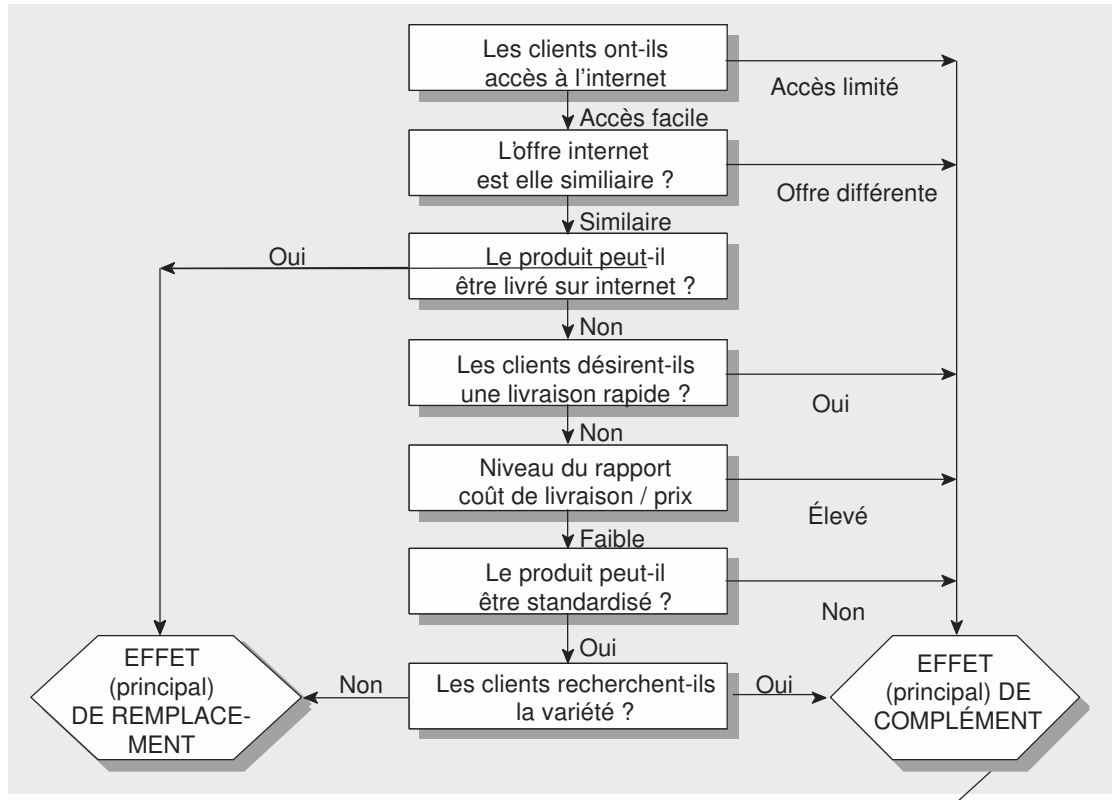 Les clients ont-ils
accès à l'internet
Accès limité
Accès facile
L'offre internet
est elle similiaire ?
Offre différente
Similaire
Oui
Le produit peut-il
être livré sur internet ?
Non
Les clients désirent-ils
une livraison rapide ?
Oui
Non
Niveau du rapport
coût de livraison / prix
Élevé
Faible
Le produit peut-il
être standardisé ?
Non
Oui
EFFET
(principal)
DE REMPLACE-
MENT
Non
Les clients recherchent-ils
la variété ?
Oui
EFFET
(principal) DE
COMPLÉMENT